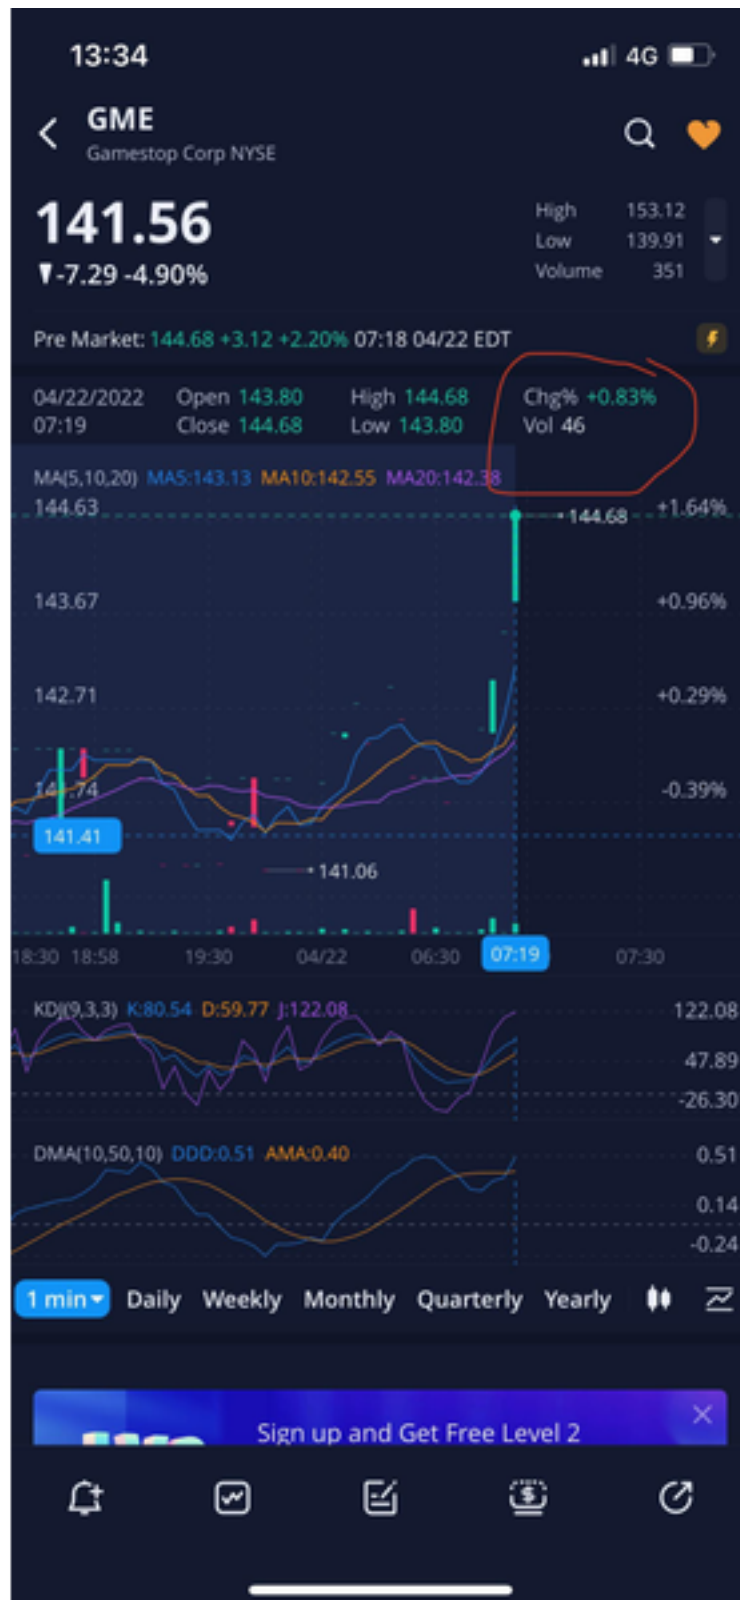 13:34
4G
GME
Gamestop Corp NYSE
141.56
-7.29 -4.90%
High 153.12
Low 139.91
Volume 351
Pre Market: 144.68 +3.12 +2.20% 07:18 04/22 EDT
04/22/2022 Open 143.80 High 144.68 Chg% +0.83%
07:19 Close 144.68 Low 143.80 Vol 46
MA(5,10,20) MA5:143.13 MA10:142.55 MA20:142.38
144.63 144.68 +1.64%
143.67 +0.96%
142.71 +0.29%
141.74 -0.39%
141.41
141.06
18:30 18:58 19:30 04/22 06:30 07:19 07:30
KDJ(9,3,3) K:80.54 D:59.77 J:122.08 122.08
47.89
-26.30
DMA(10,50,10) DDD:0.51 AMA:0.40 0.51
0.14
-0.24
1 min Daily Weekly Monthly Quarterly Yearly
Sign up and Get Free Level 2